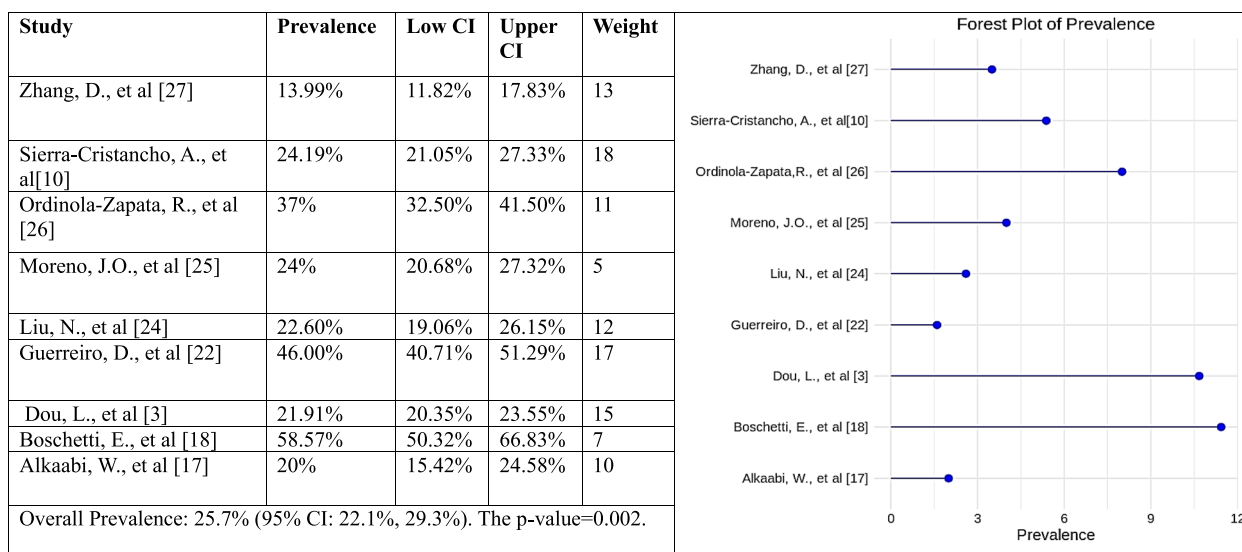 Study Prevalence Low CI Upper CI Weight
Zhang, D., et al [27] 13.99% 11.82% 17.83% 13
Sierra-Cristancho, A., et al[10] 24.19% 21.05% 27.33% 18
Ordinola-Zapata, R., et al [26] 37% 32.50% 41.50% 11
Moreno, J.O., et al [25] 24% 20.68% 27.32% 5
Liu, N., et al [24] 22.60% 19.06% 26.15% 12
Guerreiro, D., et al [22] 46.00% 40.71% 51.29% 17
Dou, L., et al [3] 21.91% 20.35% 23.55% 15
Boschetti, E., et al [18] 58.57% 50.32% 66.83% 7
Alkaabi, W., et al [17] 20% 15.42% 24.58% 10
Overall Prevalence: 25.7% (95% CI: 22.1%, 29.3%). The p-value=0.002.
Forest Plot of Prevalence
Zhang, D., et al [27]
Sierra-Cristancho, A., et al[10]
Ordinola-Zapata,R., et al [26]
Moreno, J.O., et al [25]
Liu, N., et al [24]
Guerreiro, D., et al [22]
Dou, L., et al [3]
Boschetti, E., et al [18]
Alkaabi, W., et al [17]
0 3 6 9 12
Prevalence